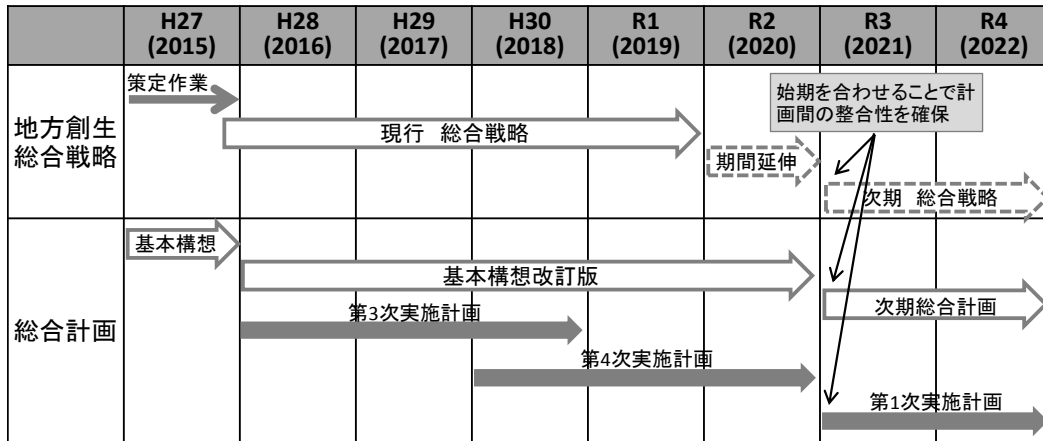 H27 H28 H29 H30 R1 R2 R3 R4
(2015) (2016) (2017) (2018) (2019) (2020) (2021) (2022)
地方創生
総合戦略
策定作業
始期を合わせることで計
画間の整合性を確保
現行 総合戦略
期間延伸
次期 総合戦略
総合計画
基本構想
基本構想改訂版
次期総合計画
第3次実施計画
第4次実施計画
第1次実施計画